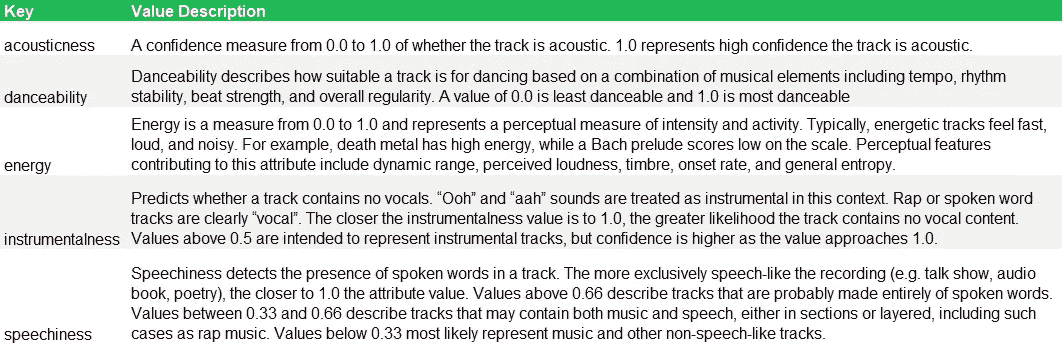 Key Value Description
acousticness A confidence measure from 0.0 to 1.0 of whether the track is acoustic. 1.0 represents high confidence the track is acoustic.
Danceability describes how suitable a track is for dancing based on a combination of musical elements including tempo, rhythm
danceability stability, beat strength, and overall regularity. A value of 0.0 is least danceable and 1.0 is most danceable
Energy is a measure from 0.0 to 1.0 and represents a perceptual measure of intensity and activity. Typically, energetic tracks feel fast,
loud, and noisy. For example, death metal has high energy, while a Bach prelude scores low on the scale. Perceptual features
energy contributing to this attribute include dynamic range, perceived loudness, timbre, onset rate, and general entropy.
Predicts whether a track contains no vocals. “Ooh” and “aah” sounds are treated as instrumental in this context. Rap or spoken word
tracks are clearly “vocal”. The closer the instrumentalness value is to 1.0, the greater likelihood the track contains no vocal content.
instrumentalness Values above 0.5 are intended to represent instrumental tracks, but confidence is higher as the value approaches 1.0.
Speechiness detects the presence of spoken words in a track. The more exclusively speech-like the recording (e.g. talk show, audio
book, poetry), the closer to 1.0 the attribute value. Values above 0.66 describe tracks that are probably made entirely of spoken words.
Values between 0.33 and 0.66 describe tracks that may contain both music and speech, either in sections or layered, including such
speechiness cases as rap music. Values below 0.33 most likely represent music and other non-speech-like tracks.